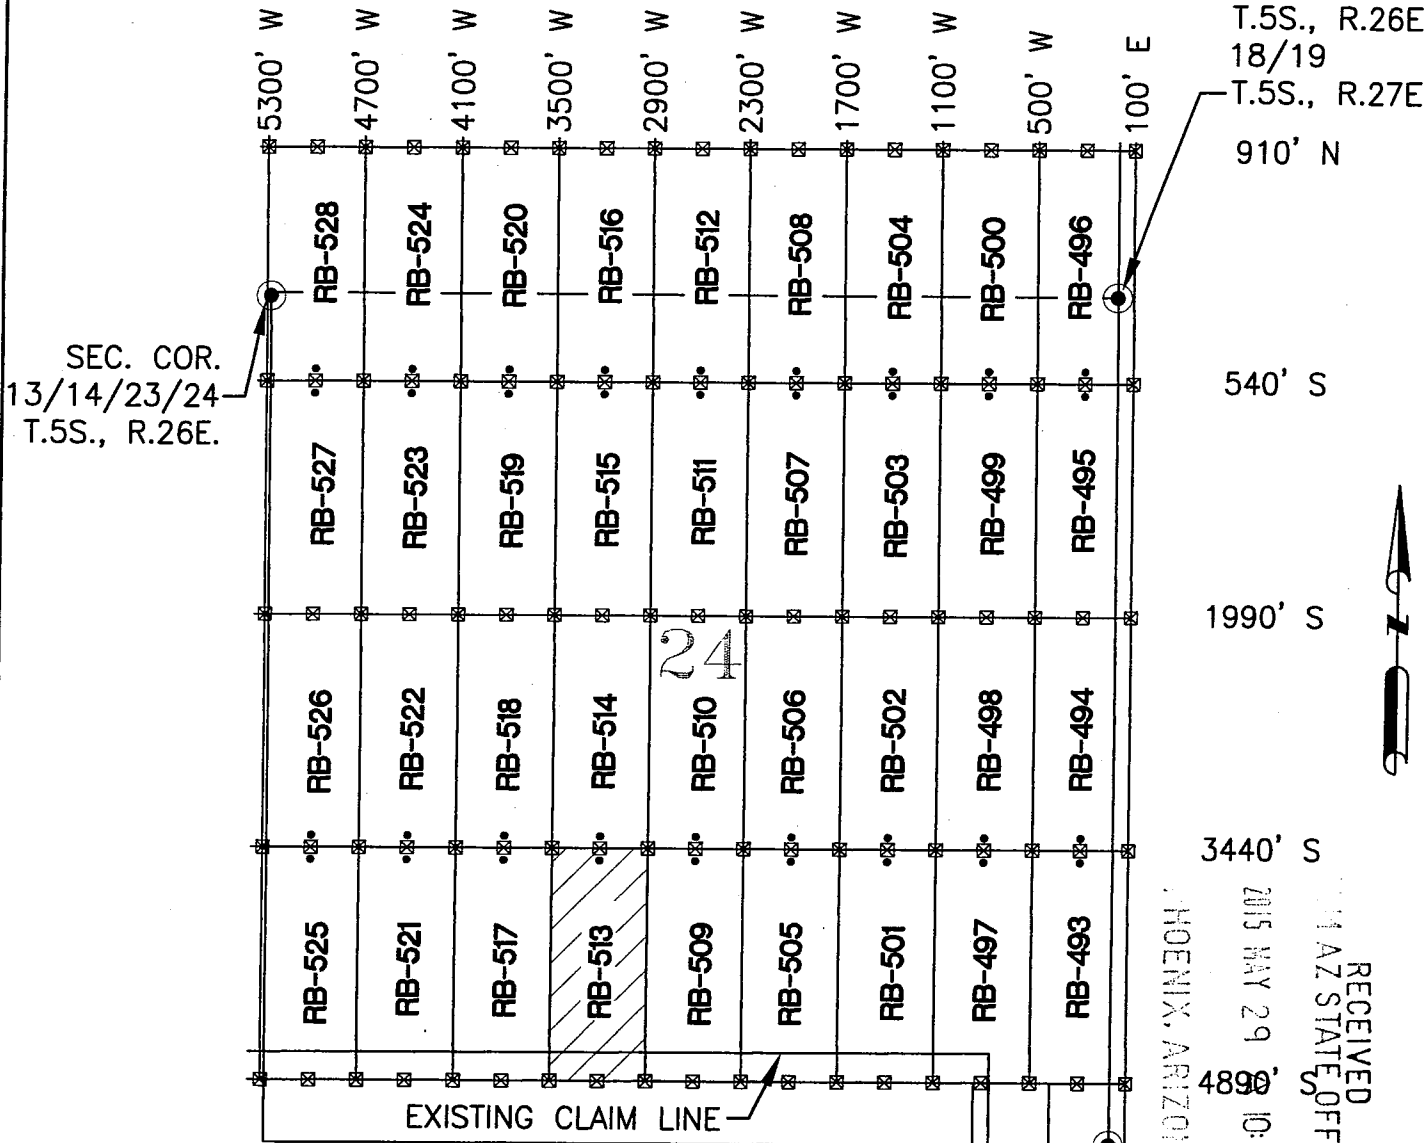 5300' W
4700' W
4100' W
3500' W
2900' W
2300' W
1700' W
1100' W
500' W
100' E
T.5S., R.26E
18/19
T.5S., R.27E
910' N
RB-528
RB-524
RB-520
RB-516
RB-512
RB-508
RB-504
RB-500
RB-496
SEC. COR.
13/14/23/24
T.5S., R.26E.
540' S
RB-527
RB-523
RB-519
RB-515
RB-511
RB-507
RB-503
RB-499
RB-495
1990' S
24
N
RB-526
RB-522
RB-518
RB-514
RB-510
RB-506
RB-502
RB-498
RB-494
3440' S
RB-525
RB-521
RB-517
RB-513
RB-509
RB-505
RB-501
RB-497
RB-493
4890' S
EXISTING CLAIM LINE
RECEIVED
AZ STATE OFF
2015 MAY 29 10:
HOENIX, ARIZO